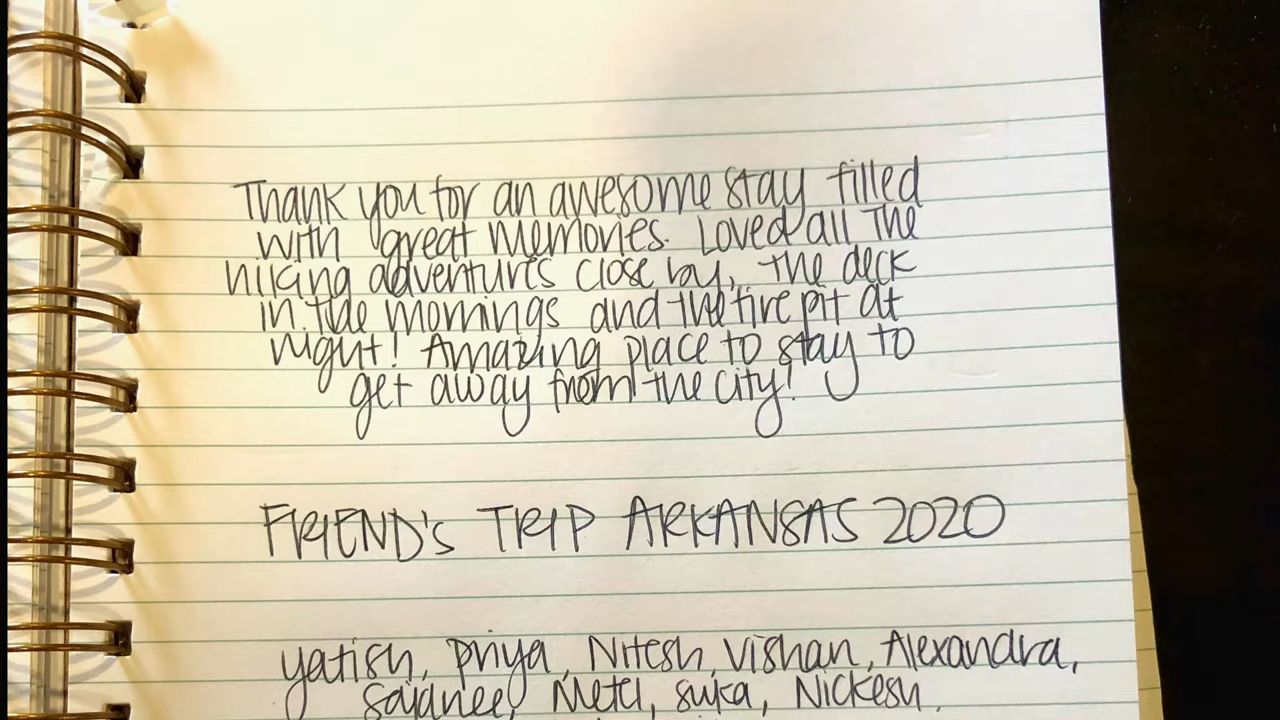 Thank you for an awesome stay filled
with great memories. Loved all the
hiking adventures close by, the deck
in the mornings and the fire pit at
night! Amazing place to stay to
get away from the city!
FRIEND's TRIP ARKANSAS 2020
Yatish, Priya, Nitesh, Vishan, Alexandra,
Nickesh.